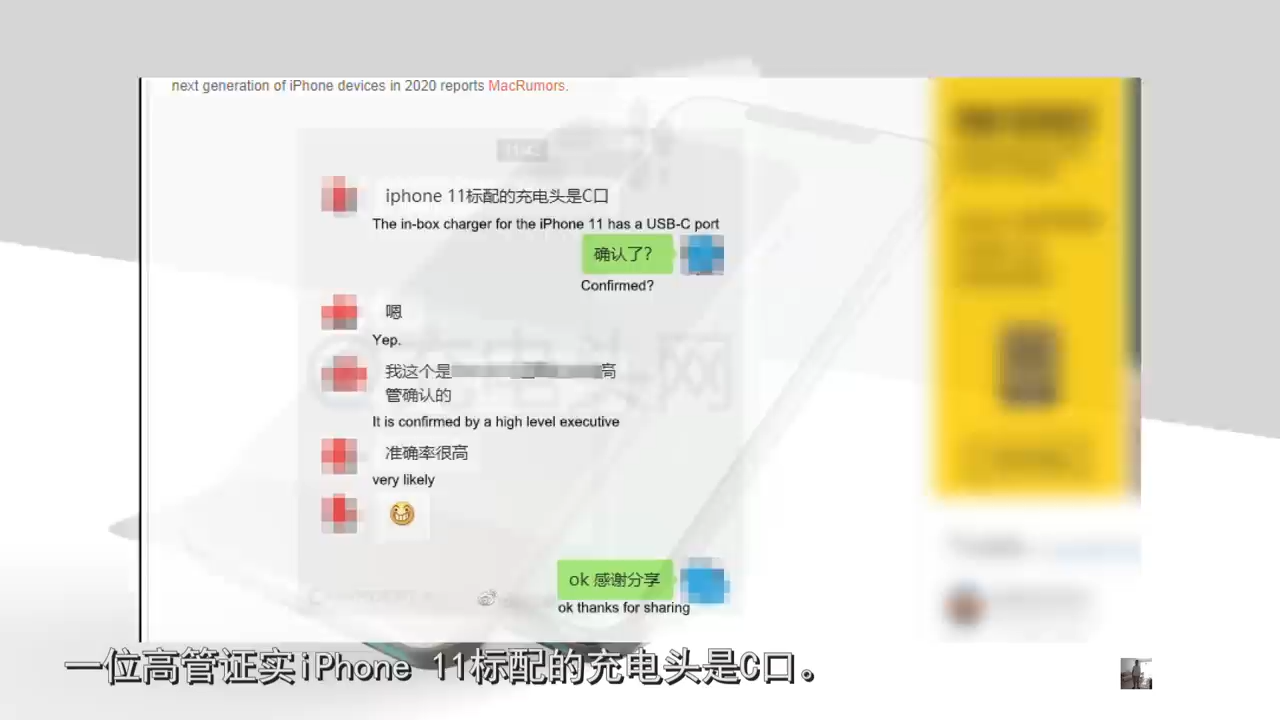 next generation of iPhone devices in 2020 reports MacRumors.
iphone 11标配的充电头是C口
The in-box charger for the iPhone 11 has a USB-C port
确认了?
Confirmed?
嗯
Yep.
我这个是
高
管确认的
It is confirmed by a high level executive
准确率很高
very likely
ok 感谢分享
ok thanks for sharing
充电头网
一位高管证实iPhone 11标配的充电头是C口。